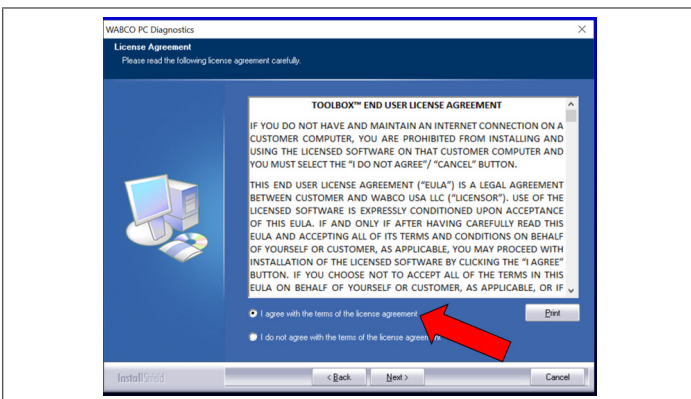 WABCO PC Diagnostics
License Agreement
Please read the following license agreement carefully.
TOOLBOX™ END USER LICENSE AGREEMENT
IF YOU DO NOT HAVE AND MAINTAIN AN INTERNET CONNECTION ON A
CUSTOMER COMPUTER, YOU ARE PROHIBITED FROM INSTALLING AND
USING THE LICENSED SOFTWARE ON THAT CUSTOMER COMPUTER AND
YOU MUST SELECT THE "I DO NOT AGREE"/ "CANCEL" BUTTON.
THIS END USER LICENSE AGREEMENT ("EULA") IS A LEGAL AGREEMENT
BETWEEN CUSTOMER AND WABCO USA LLC ("LICENSOR"). USE OF THE
LICENSED SOFTWARE IS EXPRESSLY CONDITIONED UPON ACCEPTANCE
OF THIS EULA. IF AND ONLY IF AFTER HAVING CAREFULLY READ THIS
EULA AND ACCEPTING ALL OF ITS TERMS AND CONDITIONS ON BEHALF
OF YOURSELF OR CUSTOMER, AS APPLICABLE, YOU MAY PROCEED WITH
INSTALLATION OF THE LICENSED SOFTWARE BY CLICKING THE "I AGREE"
BUTTON. IF YOU CHOOSE NOT TO ACCEPT ALL OF THE TERMS IN THIS
EULA ON BEHALF OF YOURSELF OR CUSTOMER, AS APPLICABLE, OR IF
I agree with the terms of the license agreement
Print
I do not agree with the terms of the license
InstallShield
< Back Next > Cancel